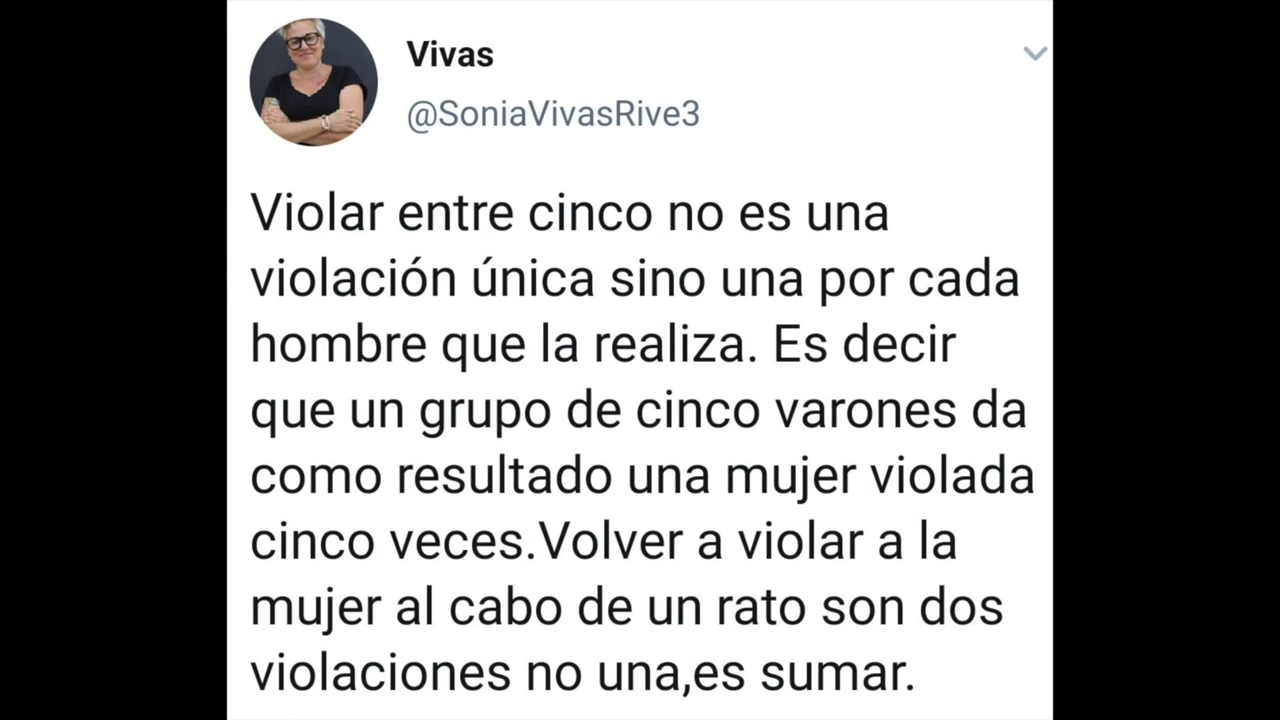 Vivas
@SoniaVivasRive3
Violar entre cinco no es una
violación única sino una por cada
hombre que la realiza. Es decir
que un grupo de cinco varones da
como resultado una mujer violada
cinco veces.Volver a violar a la
mujer al cabo de un rato son dos
violaciones no una,es sumar.